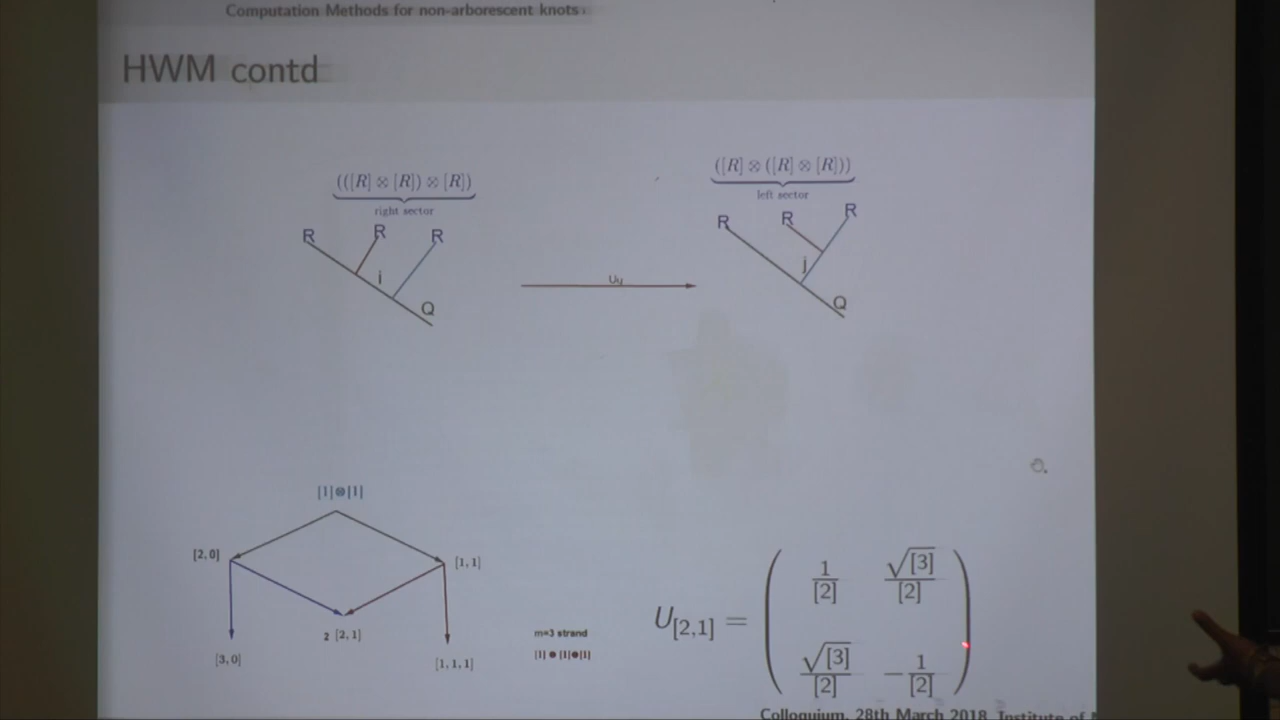 Computation Methods for non-arborescent knots
HWM contd
(([R] ⊗ [R]) ⊗ [R])
right sector
R R R
i
Q
U_{ij}
([R] ⊗ ([R] ⊗ [R]))
left sector
R R R
j
Q
[1]⊗[1]
[2,0] [1,1]
2 [2,1]
[3,0] [1,1,1]
m=3 strand
[1] ⊗ [1]⊗[1]
U_{[2,1]} = ( 1/[2] √[3]/[2]
√[3]/[2] − 1/[2] )
Colloquium, 28th March 2018, Institute of